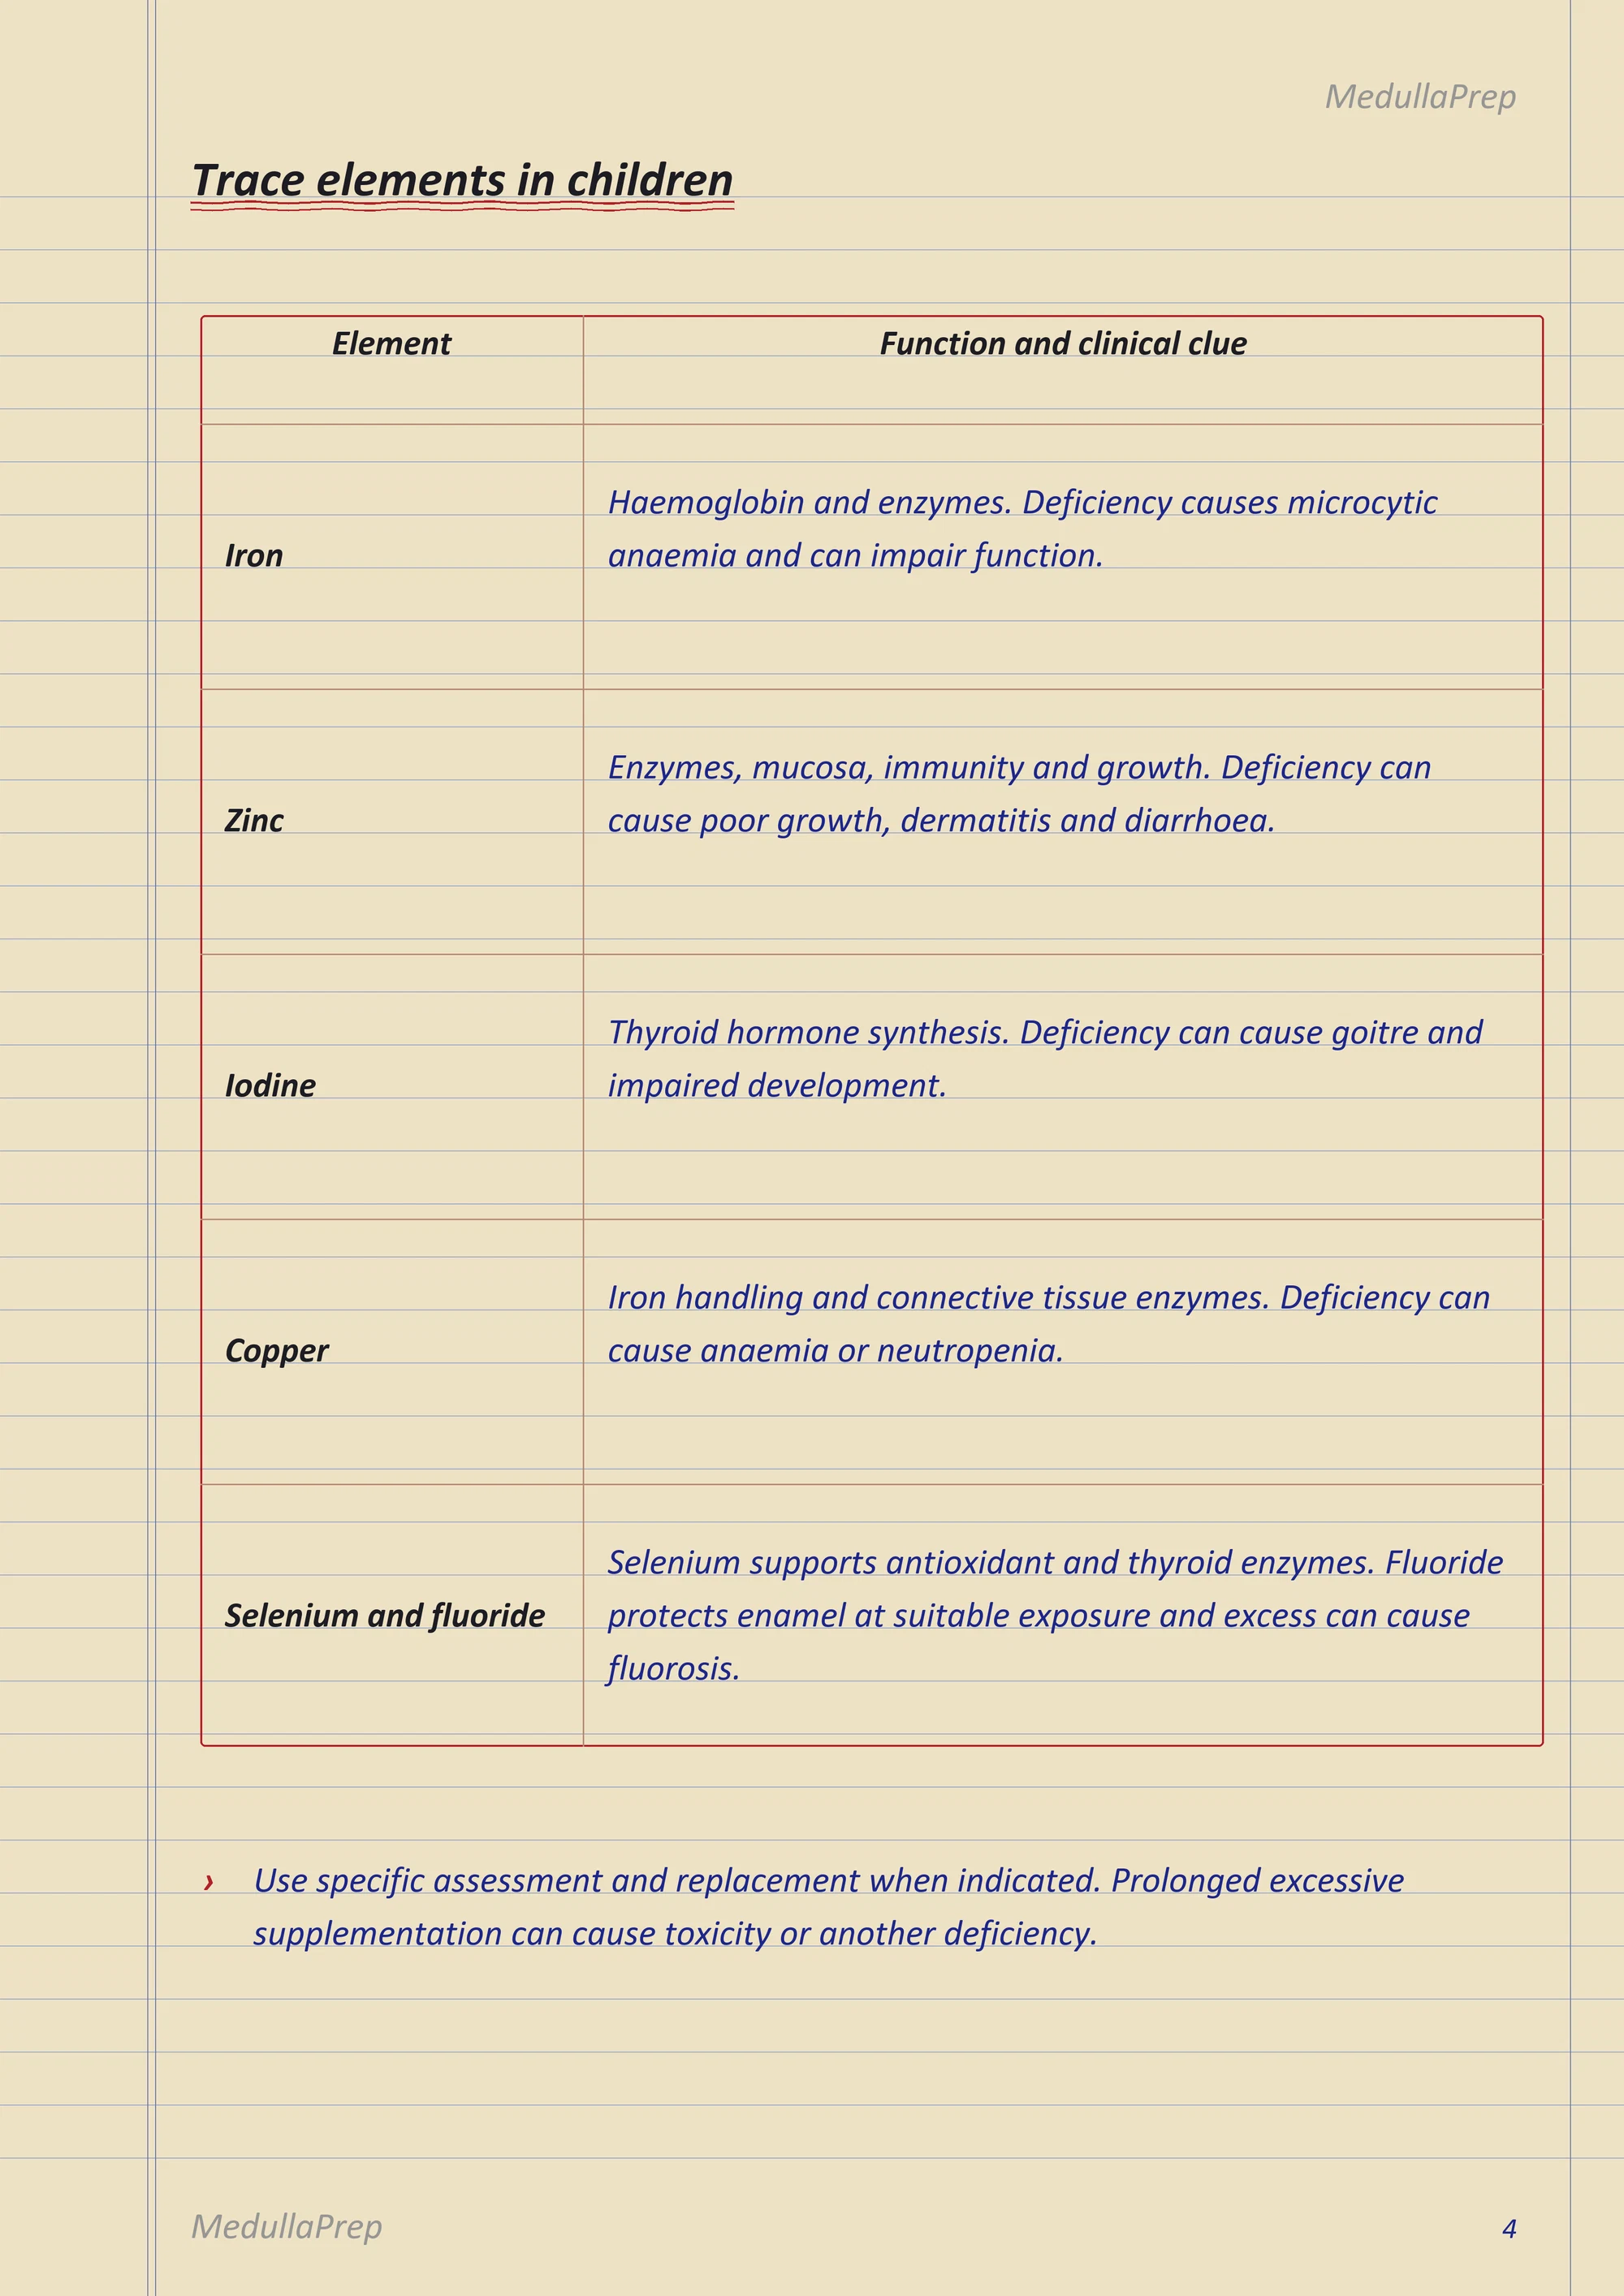 MedullaPrep
Trace elements in children
Element
Function and clinical clue
Iron
Haemoglobin and enzymes. Deficiency causes microcytic
anaemia and can impair function.
Zinc
Enzymes, mucosa, immunity and growth. Deficiency can
cause poor growth, dermatitis and diarrhoea.
Iodine
Thyroid hormone synthesis. Deficiency can cause goitre and
impaired development.
Copper
Iron handling and connective tissue enzymes. Deficiency can
cause anaemia or neutropenia.
Selenium and fluoride
Selenium supports antioxidant and thyroid enzymes. Fluoride
protects enamel at suitable exposure and excess can cause
fluorosis.
› Use specific assessment and replacement when indicated. Prolonged excessive
supplementation can cause toxicity or another deficiency.
MedullaPrep
4